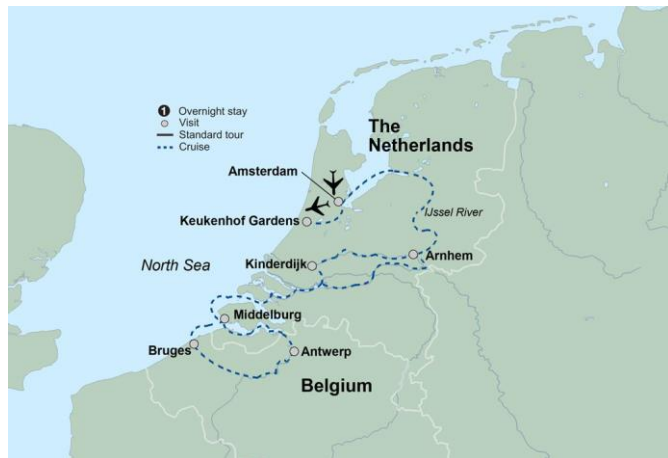 1 Overnight stay
Visit
Standard tour
Cruise
The
Netherlands
Amsterdam
Keukenhof Gardens
IJssel River
Kinderdijk
Arnhem
North Sea
Middelburg
Bruges
Antwerp
Belgium